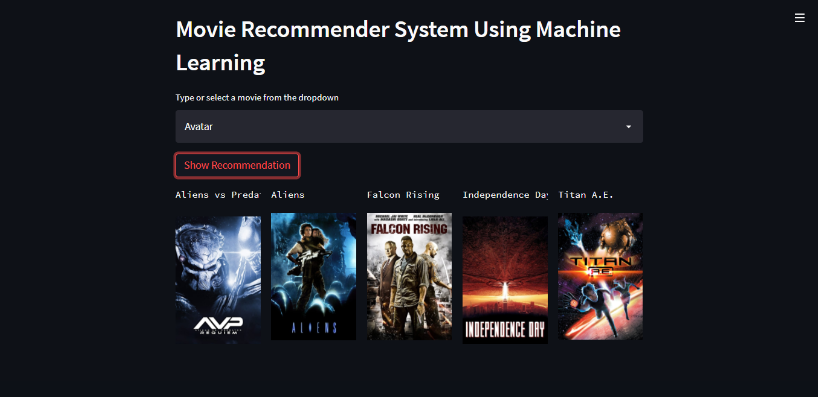 Movie Recommender System Using Machine
Learning
Type or select a movie from the dropdown
Avatar
Show Recommendation
Aliens vs Preda
Aliens
Falcon Rising
Independence Day
Titan A.E.
FALCON RISING
TITAN
AE
AVP
REQUIEM
ALIENS
INDEPENDENCE DAY